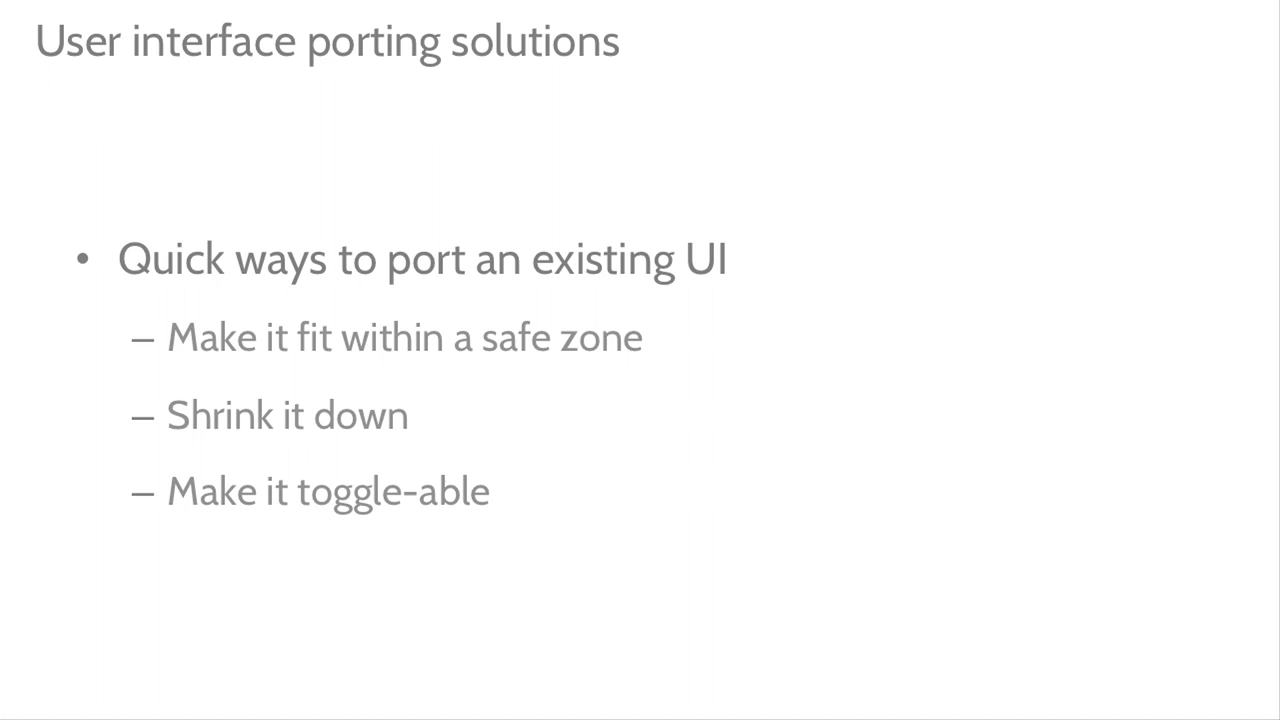 User interface porting solutions
• Quick ways to port an existing UI
– Make it fit within a safe zone
– Shrink it down
– Make it toggle-able